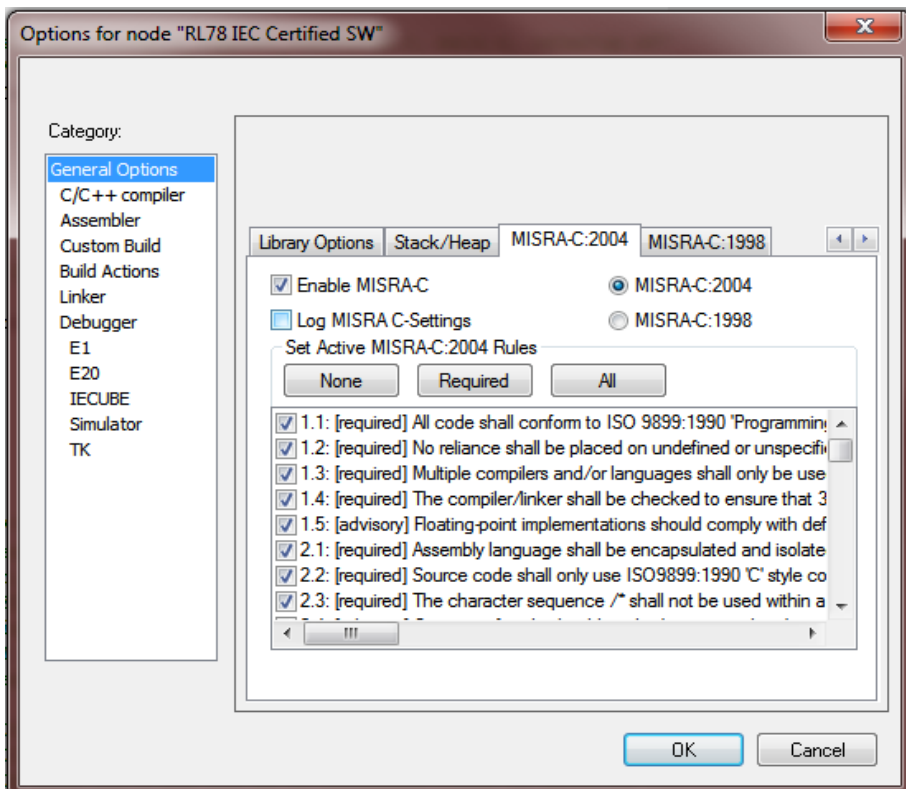 Options for node "RL78 IEC Certified SW"
Category:
General Options
C/C++ compiler
Assembler
Custom Build
Build Actions
Linker
Debugger
E1
E20
IECUBE
Simulator
TK
Library Options Stack/Heap MISRA-C:2004 MISRA-C:1998
Enable MISRA-C MISRA-C:2004
Log MISRA C-Settings MISRA-C:1998
Set Active MISRA-C:2004 Rules
None Required All
1.1: [required] All code shall conform to ISO 9899:1990 "Programming
1.2: [required] No reliance shall be placed on undefined or unspecifi
1.3: [required] Multiple compilers and/or languages shall only be use
1.4: [required] The compiler/linker shall be checked to ensure that 3
1.5: [advisory] Floating-point implementations should comply with def
2.1: [required] Assembly language shall be encapsulated and isolate
2.2: [required] Source code shall only use ISO9899:1990 'C' style co
2.3: [required] The character sequence /* shall not be used within a
OK Cancel